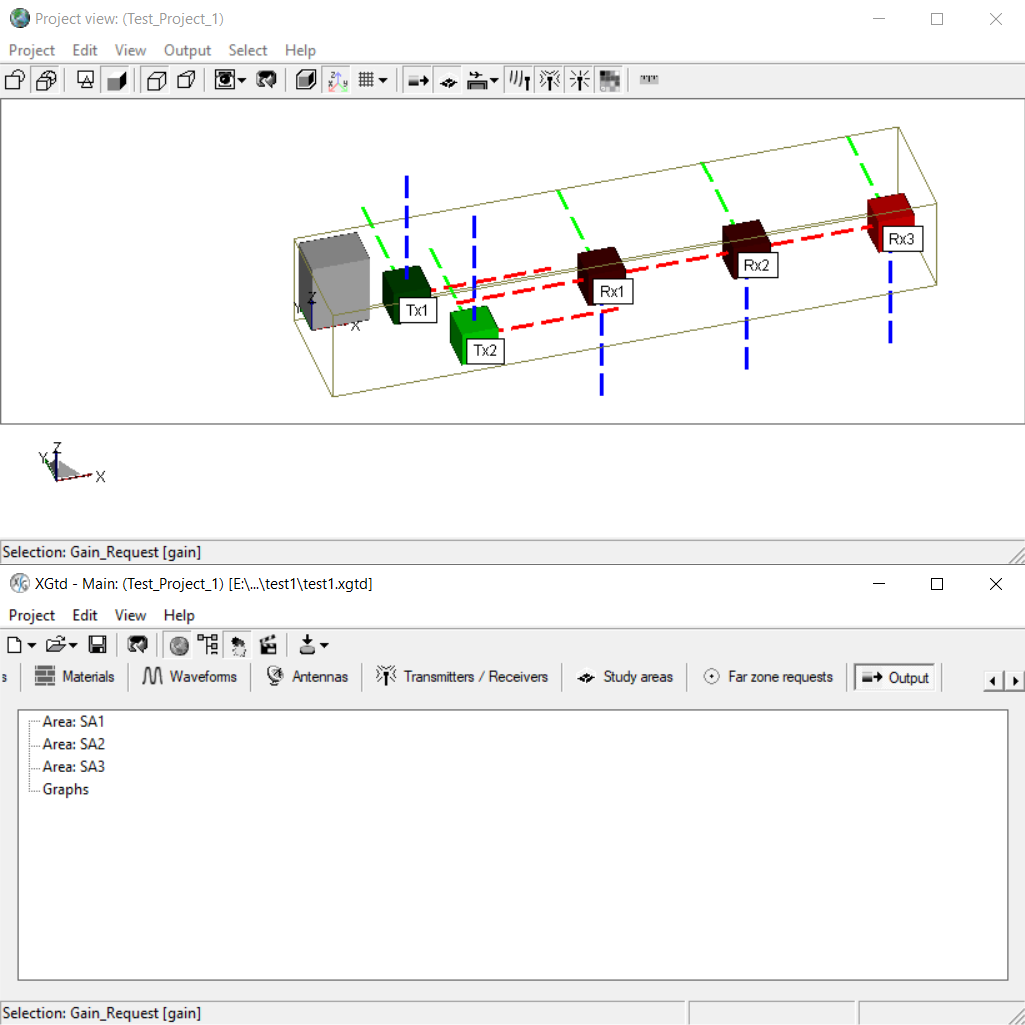 Project view: (Test_Project_1)
Project Edit View Output Select Help
Rx3
Rx2
Rx1
Tx1
Tx2
Z
Y
X
Z
Y
X
Selection: Gain_Request [gain]
XGtd - Main: (Test_Project_1) [E:\...\test1\test1.xgtd]
Project Edit View Help
s Materials Waveforms Antennas Transmitters / Receivers Study areas Far zone requests Output
Area: SA1
Area: SA2
Area: SA3
Graphs
Selection: Gain_Request [gain]